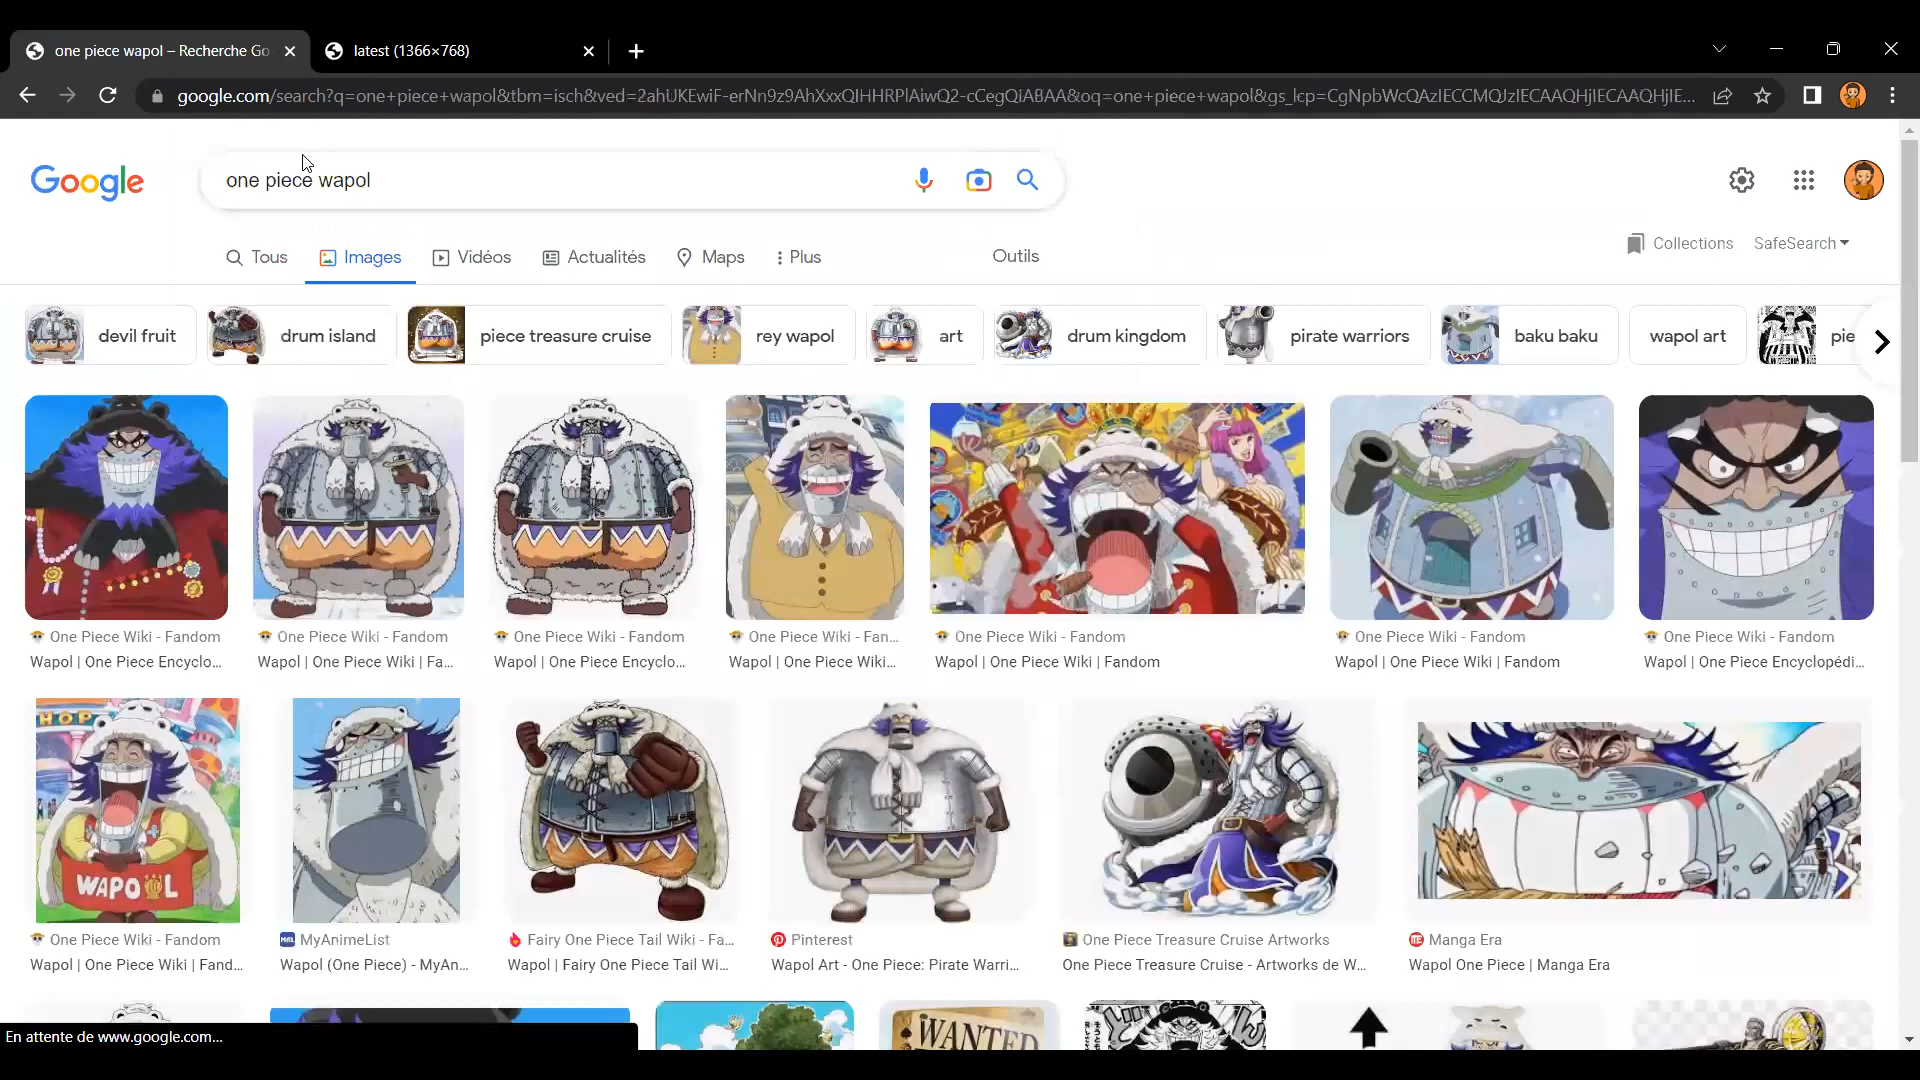 one piece wapol – Recherche Go
latest (1366×768)
google.com/search?q=one+piece+wapol&tbm=isch&ved=2ahUKEwiF-erNn9z9AhXxxQIHHRPlAiwQ2-cCegQiABAA&oq=one+piece+wapol&gs_lcp=CgNpbWcQAzIECCMQJzIECAAQHjIECAAQHjIE...
Google
one piece wapol
Tous Images Vidéos Actualités Maps Plus Outils
Collections SafeSearch
devil fruit drum island piece treasure cruise rey wapol art drum kingdom pirate warriors baku baku wapol art pie
One Piece Wiki - Fandom One Piece Wiki - Fandom One Piece Wiki - Fandom One Piece Wiki - Fan... One Piece Wiki - Fandom One Piece Wiki - Fandom One Piece Wiki - Fandom
Wapol | One Piece Encyclo... Wapol | One Piece Wiki | Fa... Wapol | One Piece Encyclo... Wapol | One Piece Wiki... Wapol | One Piece Wiki | Fandom Wapol | One Piece Wiki | Fandom Wapol | One Piece Encyclopédi...
HOP
WAPOL
One Piece Wiki - Fandom MyAnimeList Fairy One Piece Tail Wiki - Fa... Pinterest One Piece Treasure Cruise Artworks Manga Era
Wapol | One Piece Wiki | Fand... Wapol (One Piece) - MyAn... Wapol | Fairy One Piece Tail Wi... Wapol Art - One Piece: Pirate Warri... One Piece Treasure Cruise - Artworks de W... Wapol One Piece | Manga Era
WANTED
En attente de www.google.com...